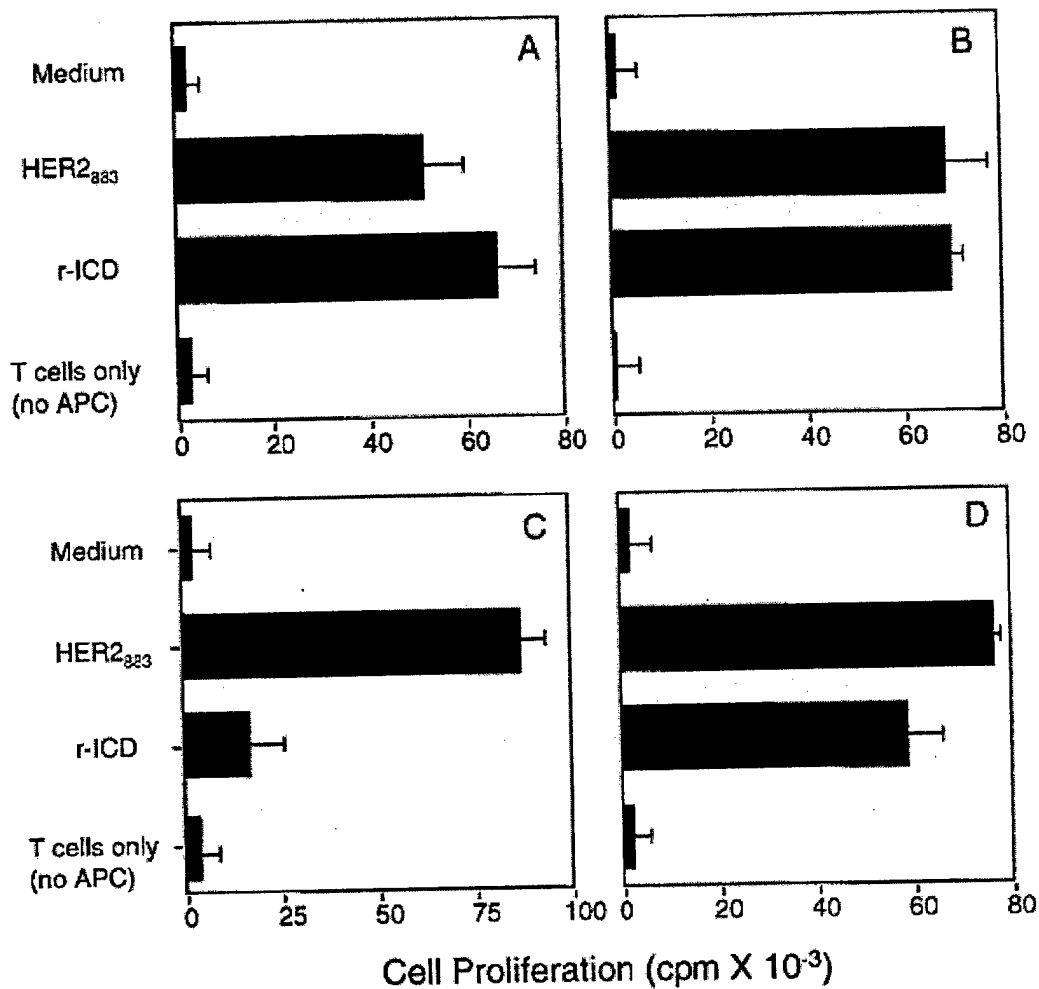 A
B
Medium
HER2₈₈₃
r-ICD
T cells only
(no APC)
0 20 40 60 80
0 20 40 60 80
C
D
Medium
HER2₈₈₃
r-ICD
T cells only
(no APC)
0 25 50 75 100
0 20 40 60 80
Cell Proliferation (cpm X 10⁻³)